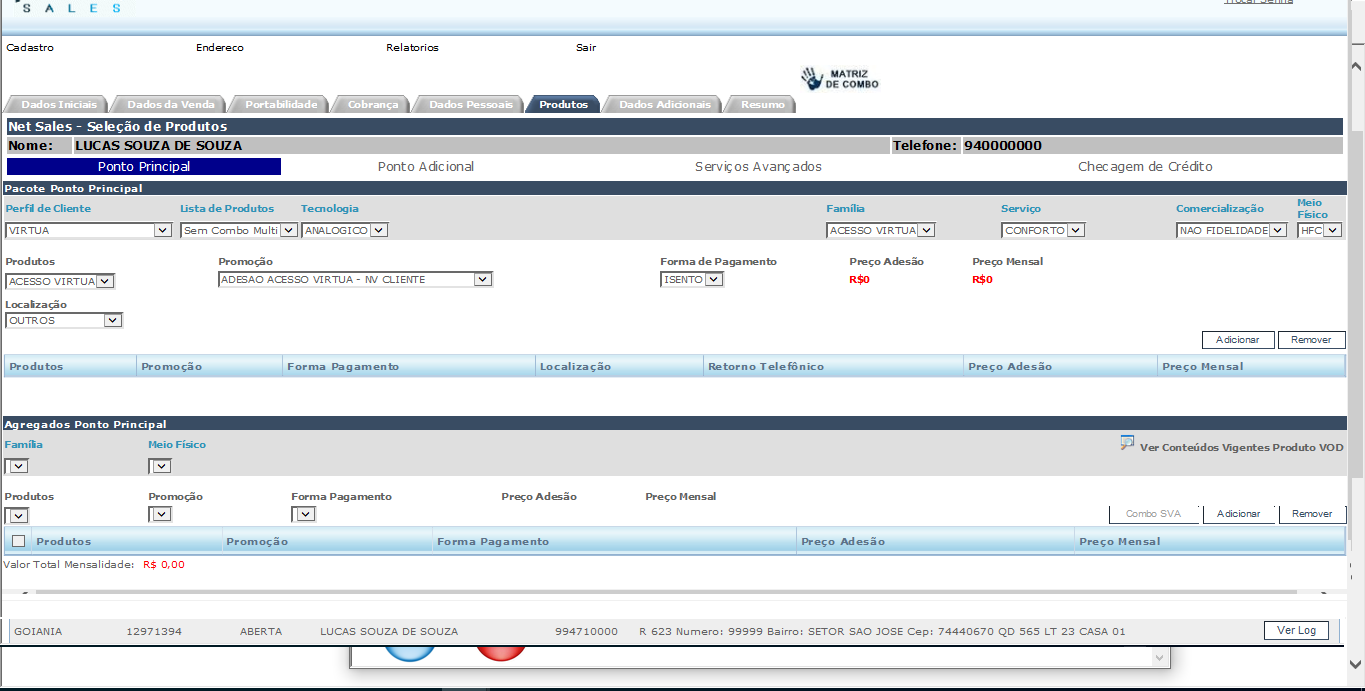 S A L E S
Trocar Senha
Cadastro Endereco Relatorios Sair
MATRIZ
DE COMBO
Dados Iniciais Dados da Venda Portabilidade Cobrança Dados Pessoais Produtos Dados Adicionais Resumo
Net Sales - Seleção de Produtos
Nome: LUCAS SOUZA DE SOUZA Telefone: 940000000
Ponto Principal Ponto Adicional Serviços Avançados Checagem de Crédito
Pacote Ponto Principal
Perfil de Cliente Lista de Produtos Tecnologia Família Serviço Comercialização Meio
Físico
VIRTUA Sem Combo Multi ANALOGICO ACESSO VIRTUA CONFORTO NAO FIDELIDADE HFC
Produtos Promoção Forma de Pagamento Preço Adesão Preço Mensal
ACESSO VIRTUA ADESAO ACESSO VIRTUA - NV CLIENTE ISENTO R$0 R$0
Localização
OUTROS
Adicionar Remover
Produtos Promoção Forma Pagamento Localização Retorno Telefônico Preço Adesão Preço Mensal
Agregados Ponto Principal
Família Meio Físico
Ver Conteúdos Vigentes Produto VOD
Produtos Promoção Forma Pagamento Preço Adesão Preço Mensal
Combo SVA Adicionar Remover
Produtos Promoção Forma Pagamento Preço Adesão Preço Mensal
Valor Total Mensalidade: R$ 0,00
GOIANIA 12971394 ABERTA LUCAS SOUZA DE SOUZA 994710000 R 623 Numero: 99999 Bairro: SETOR SAO JOSE Cep: 74440670 QD 565 LT 23 CASA 01 Ver Log